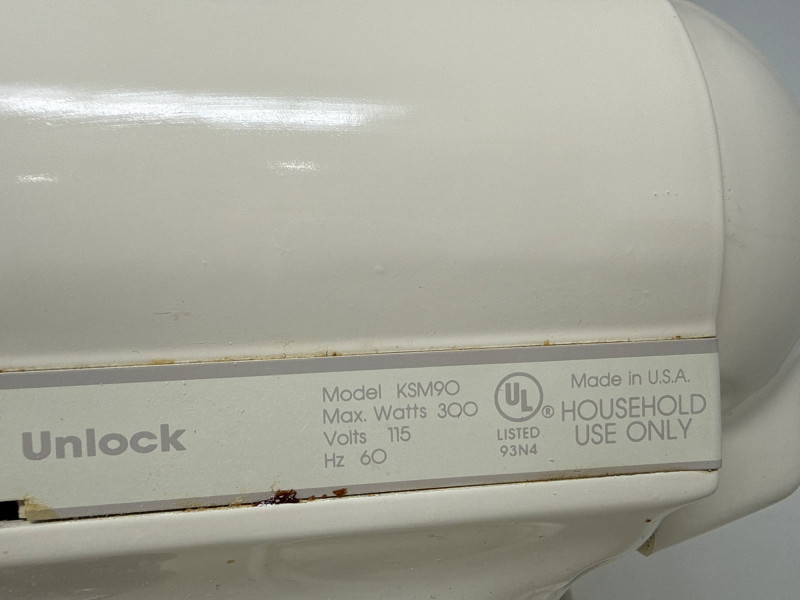 Unlock
Model KSM90
Max. Watts 300
Volts 115
Hz 60
UL®
LISTED
93N4
Made in U.S.A.
HOUSEHOLD
USE ONLY